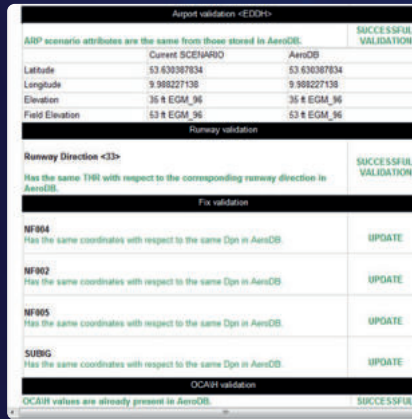 Airport validation <EDDH>
ARP scenario attributes are the same from those stored in AeroDB.
SUCCESSFUL
VALIDATION
Current SCENARIO AeroDB
Latitude 53.630387834 53.630387834
Longitude 9.988227138 9.988227138
Elevation 35 ft EGM_96 35 ft EGM_96
Field Elevation 53 ft EGM_96 53 ft EGM_96
Runway validation
Runway Direction <33>
Has the same THR with respect to the corresponding runway direction in
AeroDB.
SUCCESSFUL
VALIDATION
Fix validation
NF004
Has the same coordinates with respect to the same Dpn in AeroDB.
UPDATE
NF002
Has the same coordinates with respect to the same Dpn in AeroDB.
UPDATE
NF005
Has the same coordinates with respect to the same Dpn in AeroDB.
UPDATE
SUBIG
Has the same coordinates with respect to the same Dpn in AeroDB.
UPDATE
OCA\H validation
OCA\H values are already present in AeroDB.
SUCCESSFUL